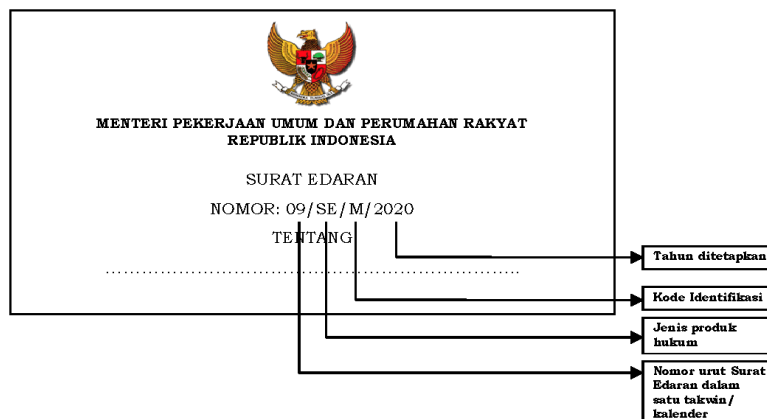 MENTERI PEKERJAAN UMUM DAN PERUMAHAN RAKYAT
REPUBLIK INDONESIA
SURAT EDARAN
NOMOR: 09/SE/M/2020
TENTANG
....................................................................
Tahun ditetapkan
Kode Identifikasi
Jenis produk
hukum
Nomor urut Surat
Edaran dalam
satu takwin/
kalender